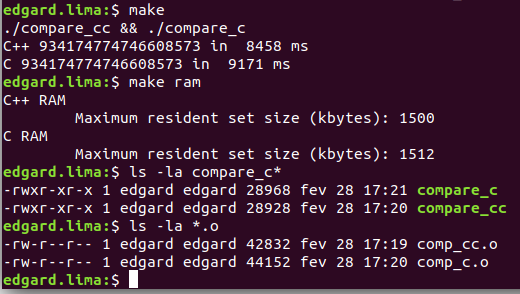 edgard.lima:$ make
./compare_cc && ./compare_c
C++ 934174774746608573 in  8458 ms
C 934174774746608573 in  9171 ms
edgard.lima:$ make ram
C++ RAM
        Maximum resident set size (kbytes): 1500
C RAM
        Maximum resident set size (kbytes): 1512
edgard.lima:$ ls -la compare_c*
-rwxr-xr-x 1 edgard edgard 28968 fev 28 17:21 compare_c
-rwxr-xr-x 1 edgard edgard 28928 fev 28 17:20 compare_cc
edgard.lima:$ ls -la *.o
-rw-r--r-- 1 edgard edgard 42832 fev 28 17:19 comp_cc.o
-rw-r--r-- 1 edgard edgard 44152 fev 28 17:20 comp_c.o
edgard.lima:$